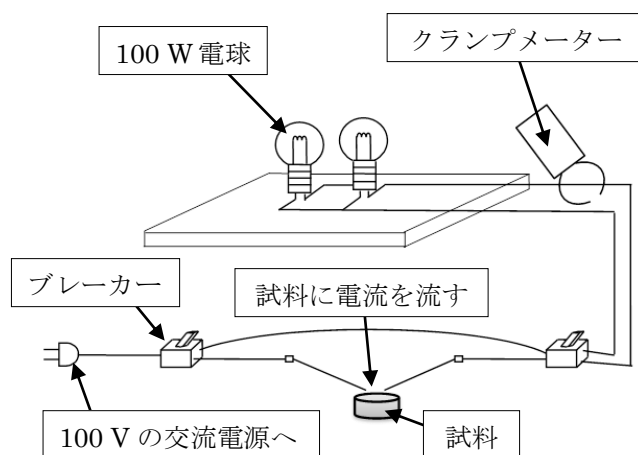 クランプメーター
100 W 電球
ブレーカー
試料に電流を流す
100 V の交流電源へ
試料